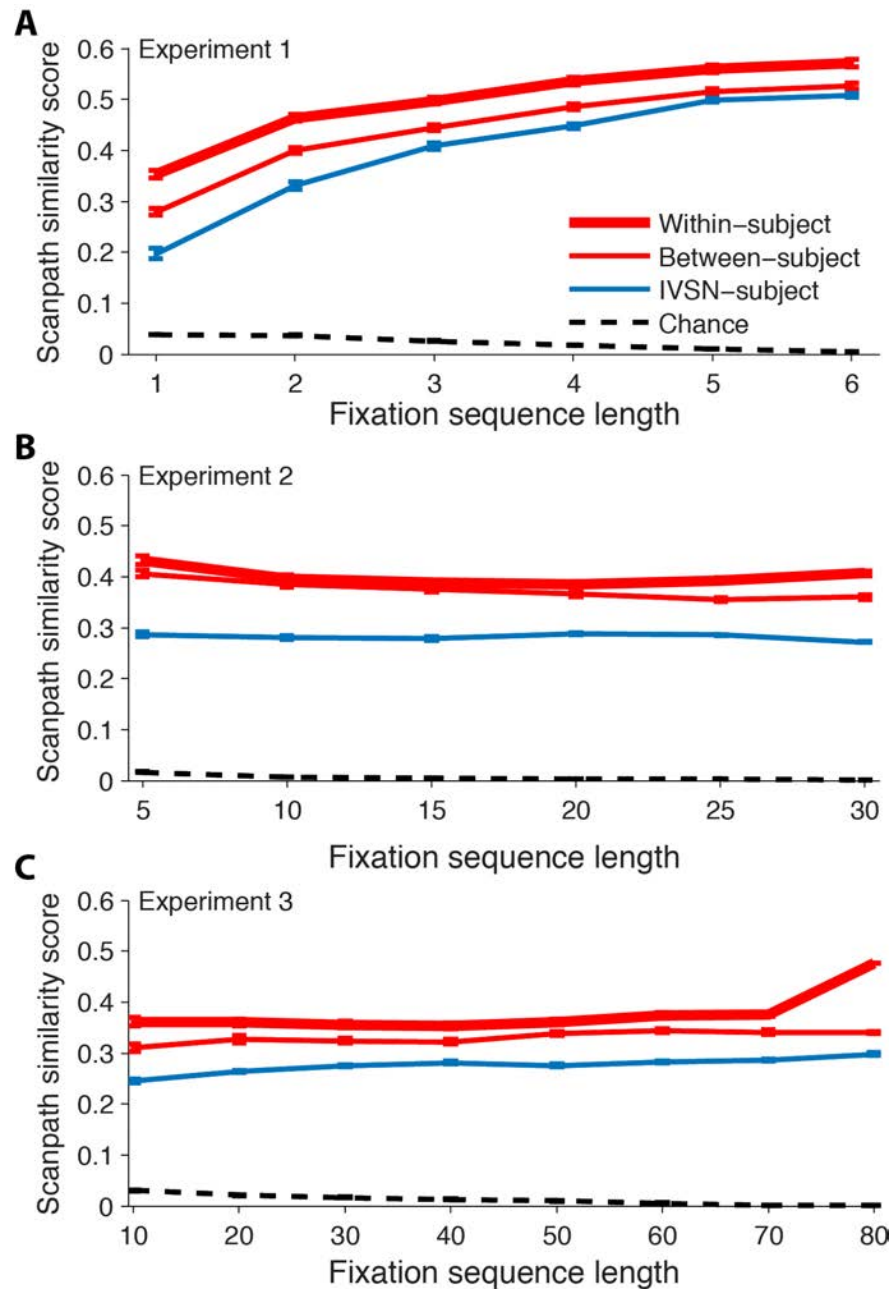 A
Experiment 1
Scanpath similarity score
0.6
0.5
0.4
0.3
0.2
0.1
0
Within-subject
Between-subject
IVSN-subject
Chance
1 2 3 4 5 6
Fixation sequence length
B
Experiment 2
Scanpath similarity score
0.6
0.5
0.4
0.3
0.2
0.1
0
5 10 15 20 25 30
Fixation sequence length
C
Experiment 3
Scanpath similarity score
0.6
0.5
0.4
0.3
0.2
0.1
0
10 20 30 40 50 60 70 80
Fixation sequence length